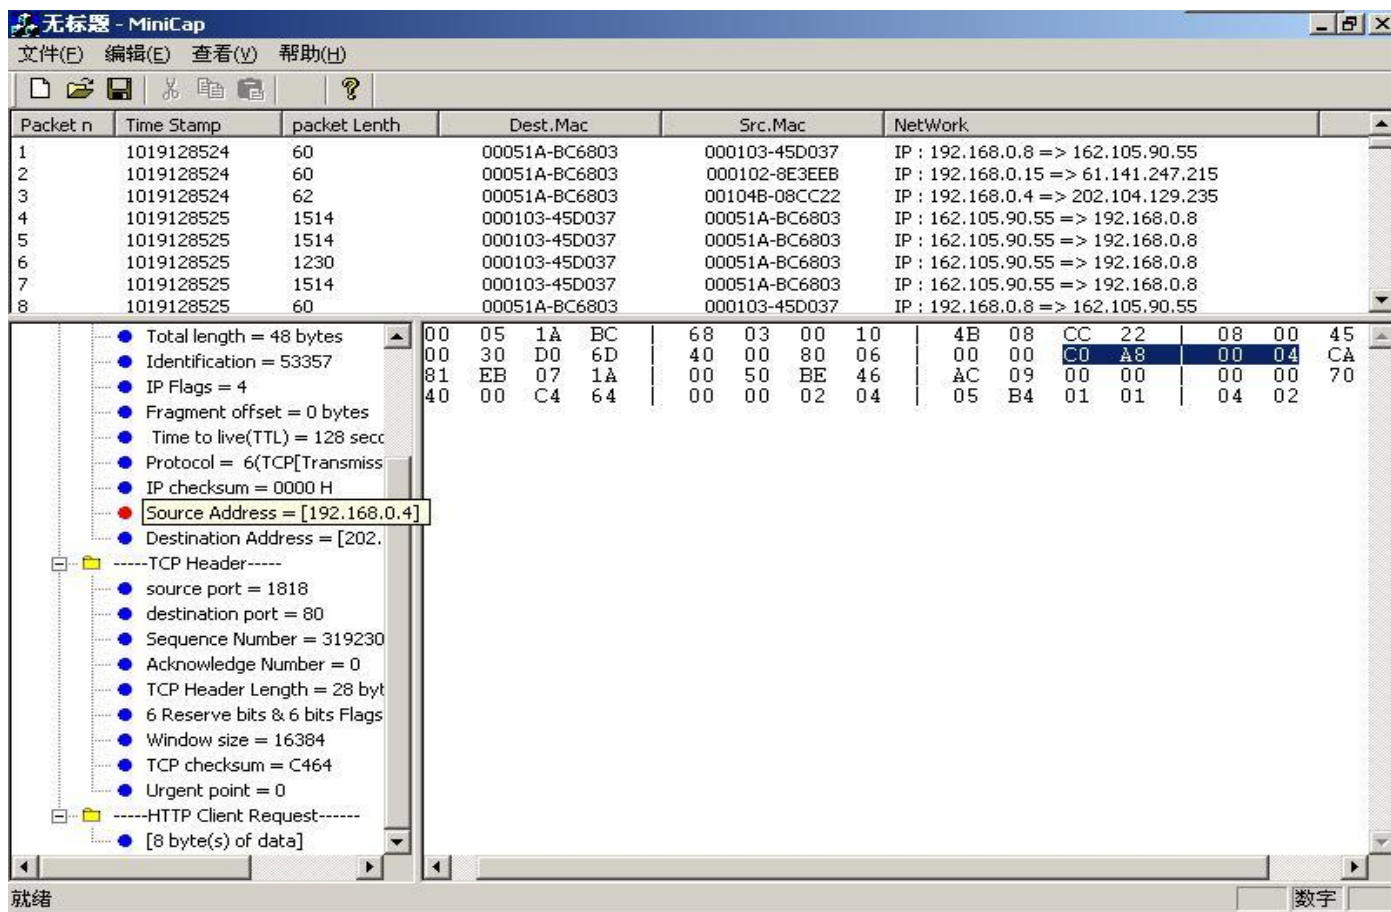 无标题 - MiniCap
文件(F) 编辑(E) 查看(V) 帮助(H)
Packet n Time Stamp packet Lenth Dest.Mac Src.Mac NetWork
1 1019128524 60 00051A-BC6803 000103-45D037 IP : 192.168.0.8 => 162.105.90.55
2 1019128524 60 00051A-BC6803 000102-8E3EEB IP : 192.168.0.15 => 61.141.247.215
3 1019128524 62 00051A-BC6803 00104B-08CC22 IP : 192.168.0.4 => 202.104.129.235
4 1019128525 1514 000103-45D037 00051A-BC6803 IP : 162.105.90.55 => 192.168.0.8
5 1019128525 1514 000103-45D037 00051A-BC6803 IP : 162.105.90.55 => 192.168.0.8
6 1019128525 1230 000103-45D037 00051A-BC6803 IP : 162.105.90.55 => 192.168.0.8
7 1019128525 1514 000103-45D037 00051A-BC6803 IP : 162.105.90.55 => 192.168.0.8
8 1019128525 60 00051A-BC6803 000103-45D037 IP : 192.168.0.8 => 162.105.90.55
Total length = 48 bytes
Identification = 53357
IP Flags = 4
Fragment offset = 0 bytes
Time to live(TTL) = 128 secc
Protocol = 6(TCP[Transmiss
IP checksum = 0000 H
Source Address = [192.168.0.4]
Destination Address = [202.
-----TCP Header-----
source port = 1818
destination port = 80
Sequence Number = 319230
Acknowledge Number = 0
TCP Header Length = 28 byt
6 Reserve bits & 6 bits Flags
Window size = 16384
TCP checksum = C464
Urgent point = 0
-----HTTP Client Request------
[8 byte(s) of data]
00 05 1A BC | 68 03 00 10 | 4B 08 CC 22 | 08 00 45
00 30 D0 6D | 40 00 80 06 | 00 00 C0 A8 | 00 04 CA
81 EB 07 1A | 00 50 BE 46 | AC 09 00 00 | 00 00 70
40 00 C4 64 | 00 00 02 04 | 05 B4 01 01 | 04 02
就绪
数字